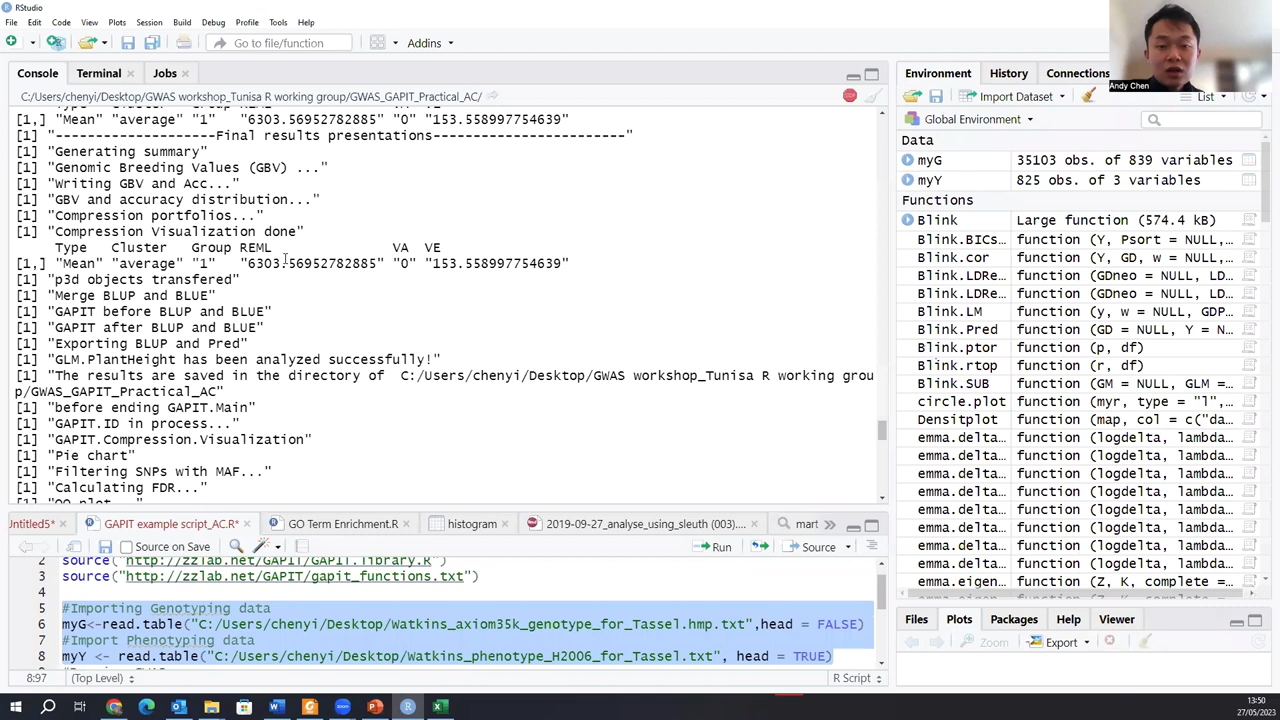 RStudio
File Edit Code View Plots Session Build Debug Profile Tools Help
Go to file/function Addins
Console Terminal Jobs
C:/Users/chenyi/Desktop/GWAS workshop_Tunisa R working group/GWAS_GAPIT_Practical_AC/
[1,] "Mean" "average" "1" "6303.56952782885" "0" "153.558997754639"
[1] "---------------------Final results presentations------------------------"
[1] "Generating summary"
[1] "Genomic Breeding Values (GBV) ..."
[1] "Writing GBV and Acc..."
[1] "GBV and accuracy distribution..."
[1] "Compression portfolios..."
[1] "Compression Visualization done"
Type Cluster Group REML VA VE
[1,] "Mean" "average" "1" "6303.56952782885" "0" "153.558997754639"
[1] "p3d objects transfered"
[1] "Merge BLUP and BLUE"
[1] "GAPIT before BLUP and BLUE"
[1] "GAPIT after BLUP and BLUE"
[1] "Exporting BLUP and Pred"
[1] "GLM.PlantHeight has been analyzed successfully!"
[1] "The results are saved in the directory of  C:/Users/chenyi/Desktop/GWAS workshop_Tunisa R working grou
p/GWAS_GAPIT_Practical_AC"
[1] "before ending GAPIT.Main"
[1] "GAPIT.ID in process..."
[1] "GAPIT.Compression.Visualization"
[1] "Pie chart"
[1] "Filtering SNPs with MAF..."
[1] "Calculating FDR..."
[1] "QQ plot..."
Untitled5* GAPIT example script_AC.R* GO Term Enrichment.R histogram 2019-09-27_analyse_using_sleuth (003)... mart
Source on Save Run Source
2 source("http://zzlab.net/GAPIT/GAPIT.library.R")
3 source("http://zzlab.net/GAPIT/gapit_functions.txt")
4
5 #Importing Genotyping data
6 myG<-read.table("C:/Users/chenyi/Desktop/Watkins_axiom35k_genotype_for_Tassel.hmp.txt",head = FALSE)
7 #Import Phenotyping data
8 myY <- read.table("C:/Users/chenyi/Desktop/Watkins_phenotype_H2006_for_Tassel.txt", head = TRUE)
8:97 (Top Level) R Script
Andy Chen
Environment History Connections
Import Dataset List
Global Environment
Data
myG 35103 obs. of 839 variables
myY 825 obs. of 3 variables
Functions
Blink Large function (574.4 kB)
Blink.BICs… function (Y, Psort = NULL,…
Blink.cor function (Y, GD, w = NULL,…
Blink.LDRe… function (GDneo = NULL, LD…
Blink.LDRe… function (GDneo = NULL, LD…
Blink.LM function (y, w = NULL, GDP…
Blink.Pred function (GD = NULL, Y = N…
Blink.ptor function (p, df)
Blink.rtop function (r, df)
Blink.SUB function (GM = NULL, GLM =…
circle.plot function (myr, type = "l",…
Densitplot function (map, col = c("da…
emma.delta… function (logdelta, lambda…
emma.delta… function (logdelta, lambda…
emma.delta… function (logdelta, lambda…
emma.delta… function (logdelta, lambda…
emma.delta… function (logdelta, lambda…
emma.delta… function (logdelta, lambda…
emma.delta… function (logdelta, lambda…
emma.delta… function (logdelta, lambda…
emma.eigen… function (Z, K, complete =…
Files Plots Packages Help Viewer
Zoom Export
13:50
27/05/2023